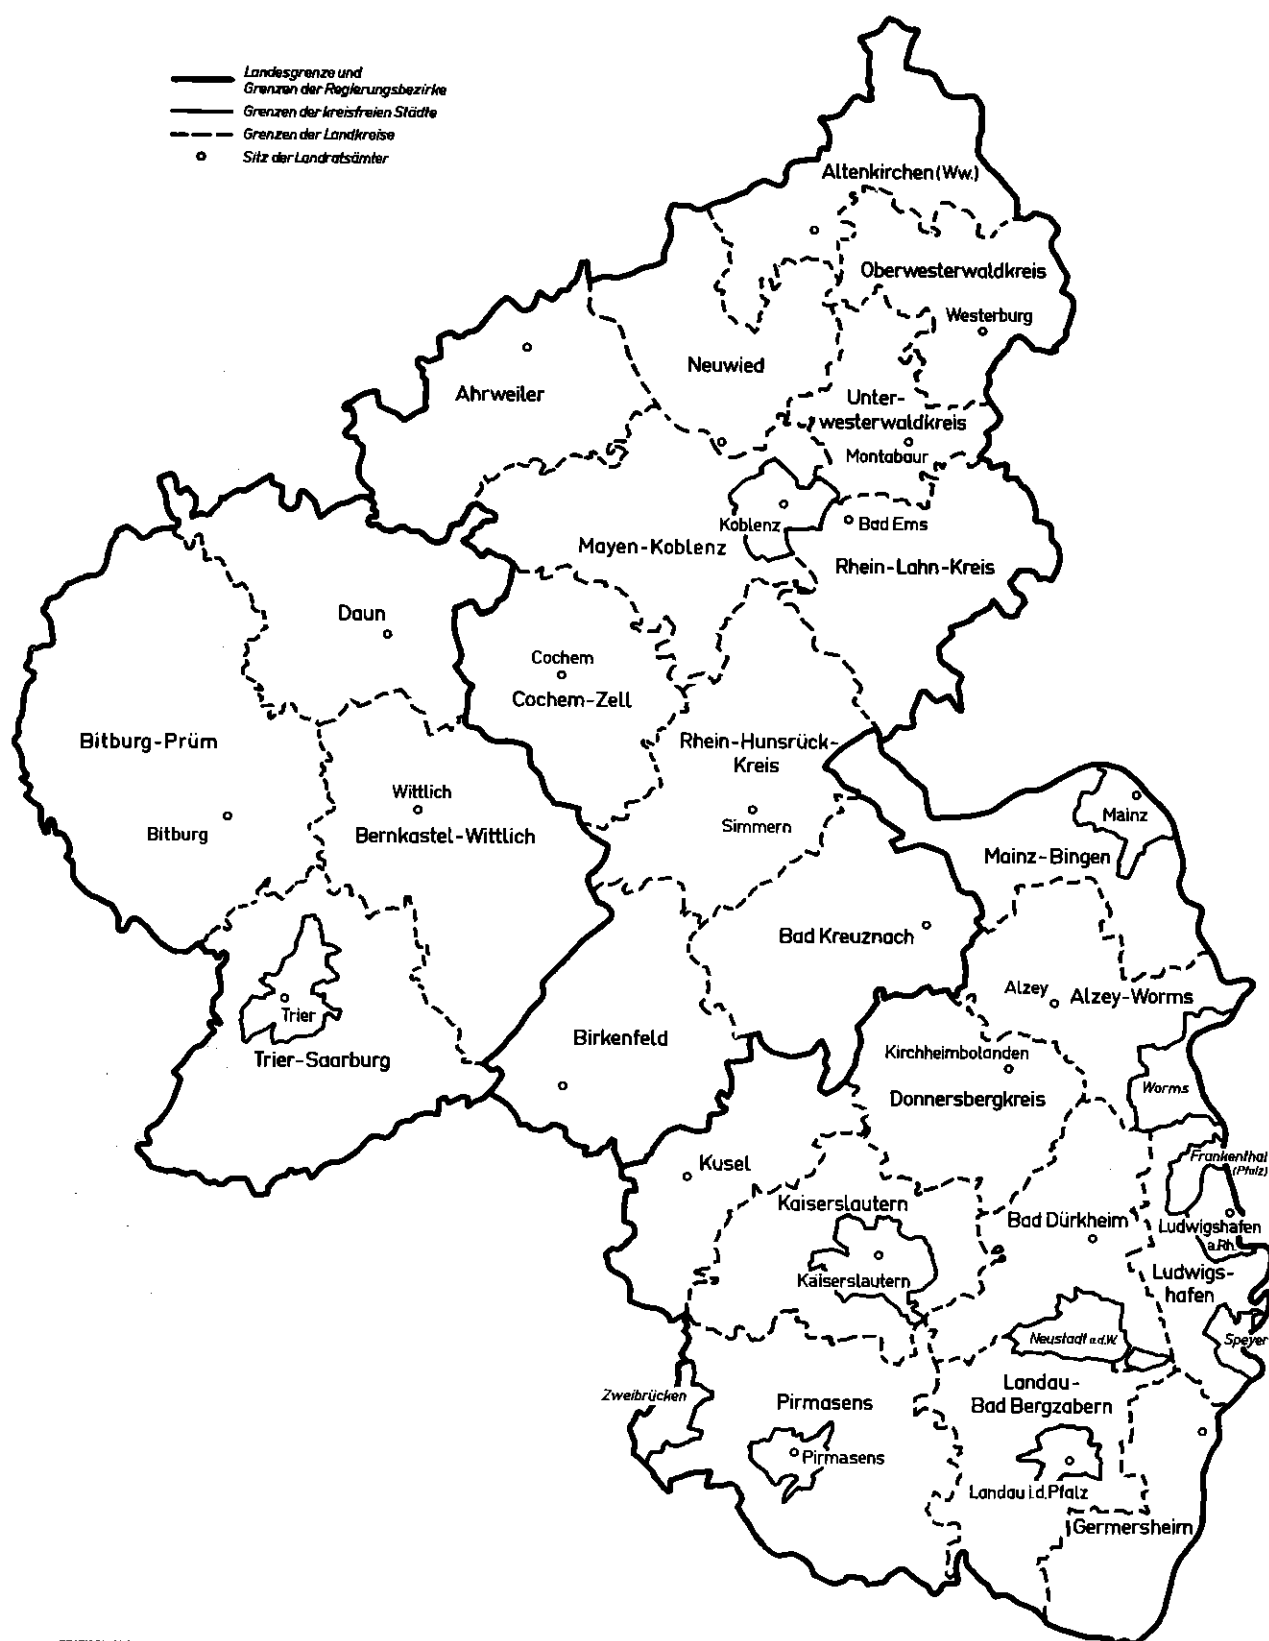 Landesgrenze und
Grenzen der Regierungsbezirke
Grenzen der kreisfreien Städte
Grenzen der Landkreise
Sitz der Landratsämter
Altenkirchen (Ww.)
Oberwesterwaldkreis
Westerburg
Neuwied
Ahrweiler
Unter-
westerwaldkreis
Montabaur
Koblenz
Bad Ems
Mayen-Koblenz
Rhein-Lahn-Kreis
Daun
Cochem
Cochem-Zell
Bitburg-Prüm
Rhein-Hunsrück-
Kreis
Wittlich
Bitburg
Bernkastel-Wittlich
Simmern
Mainz
Mainz-Bingen
Bad Kreuznach
Alzey
Alzey-Worms
Trier
Trier-Saarburg
Birkenfeld
Kirchheimbolanden
Donnersbergkreis
Worms
Kusel
Frankenthal
(Pfalz)
Kaiserslautern
Bad Dürkheim
Ludwigshafen
a.Rh.
Kaiserslautern
Ludwigs-
hafen
Neustadt a.d.W.
Speyer
Zweibrücken
Pirmasens
Landau-
Bad Bergzabern
Pirmasens
Landau i.d.Pfalz
Germersheim